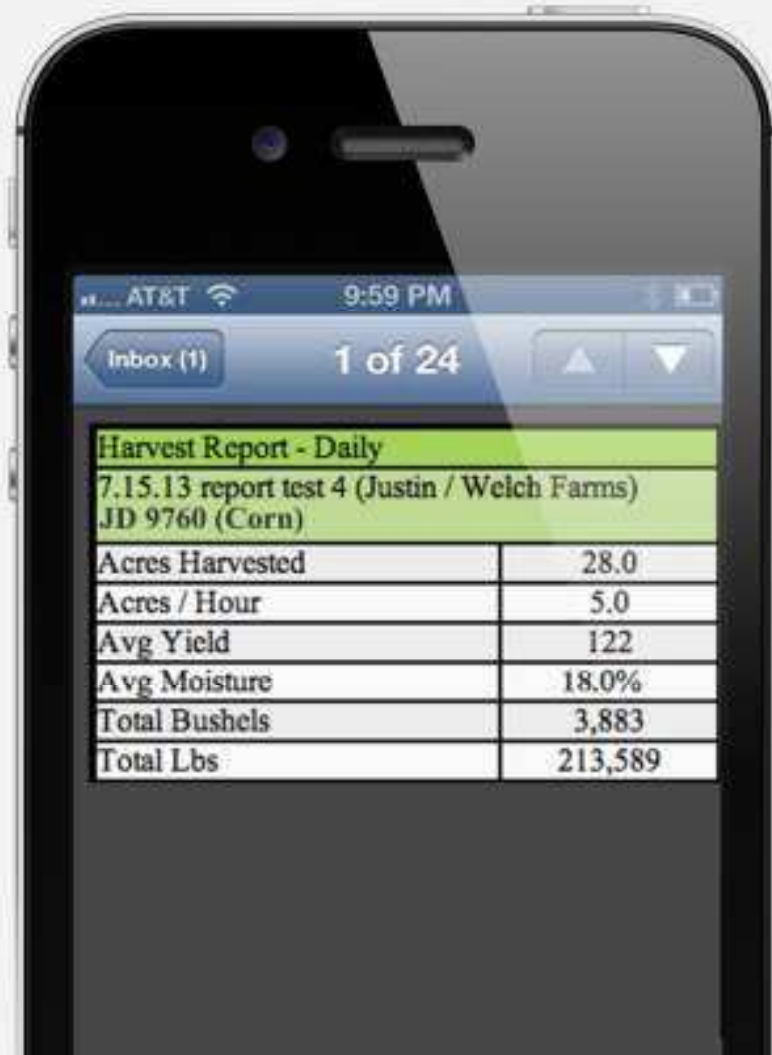 AT&T 9:59 PM
Inbox (1) 1 of 24
Harvest Report - Daily
7.15.13 report test 4 (Justin / Welch Farms)
JD 9760 (Corn)
Acres Harvested 28.0
Acres / Hour 5.0
Avg Yield 122
Avg Moisture 18.0%
Total Bushels 3,883
Total Lbs 213,589